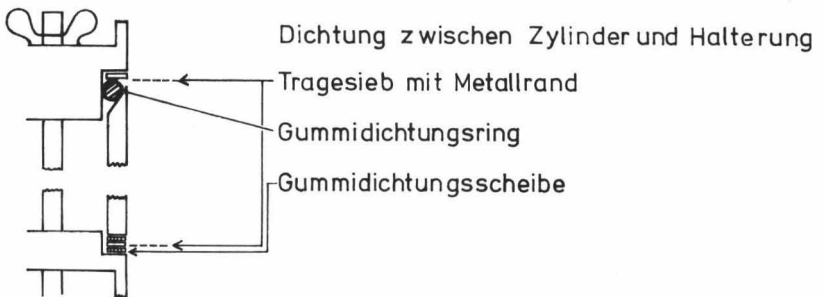 Dichtung zwischen Zylinder und Halterung
Tragesieb mit Metallrand
Gummidichtungsring
Gummidichtungsscheibe